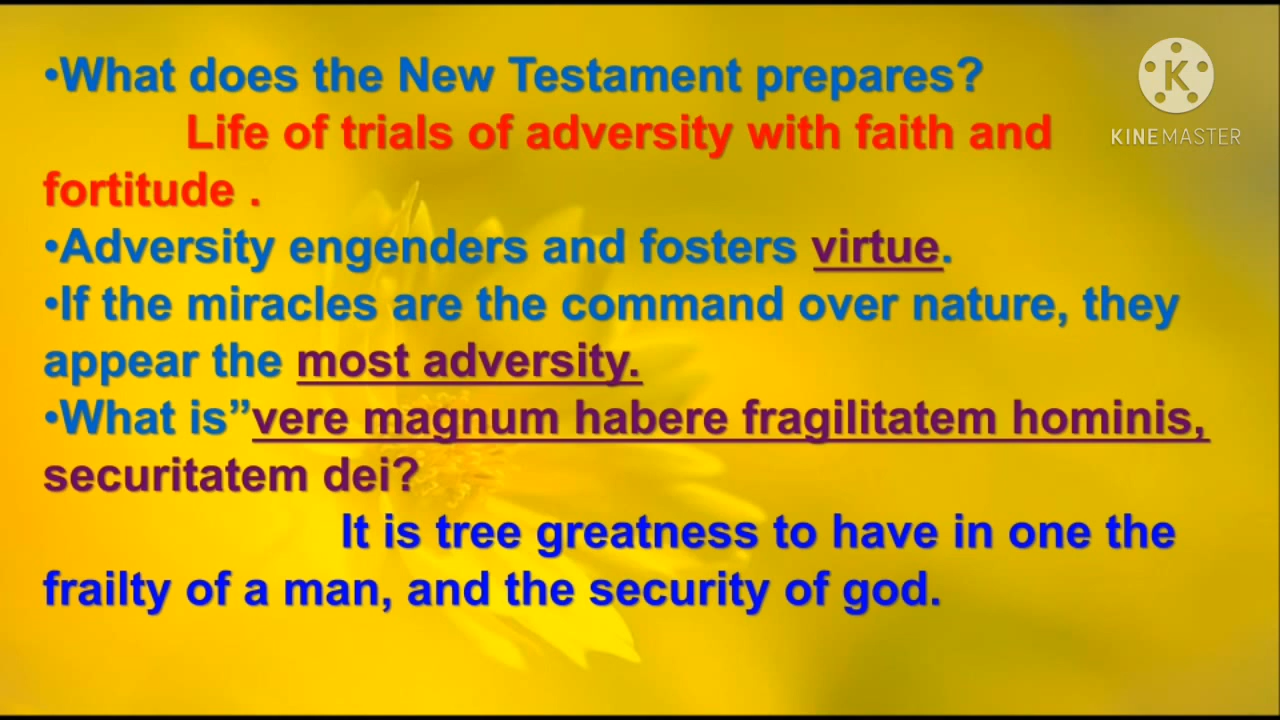 •What does the New Testament prepares?
Life of trials of adversity with faith and
fortitude .
•Adversity engenders and fosters virtue.
•If the miracles are the command over nature, they
appear the most adversity.
•What is”vere magnum habere fragilitatem hominis,
securitatem dei?
It is tree greatness to have in one the
frailty of a man, and the security of god.
K
KINEMASTER